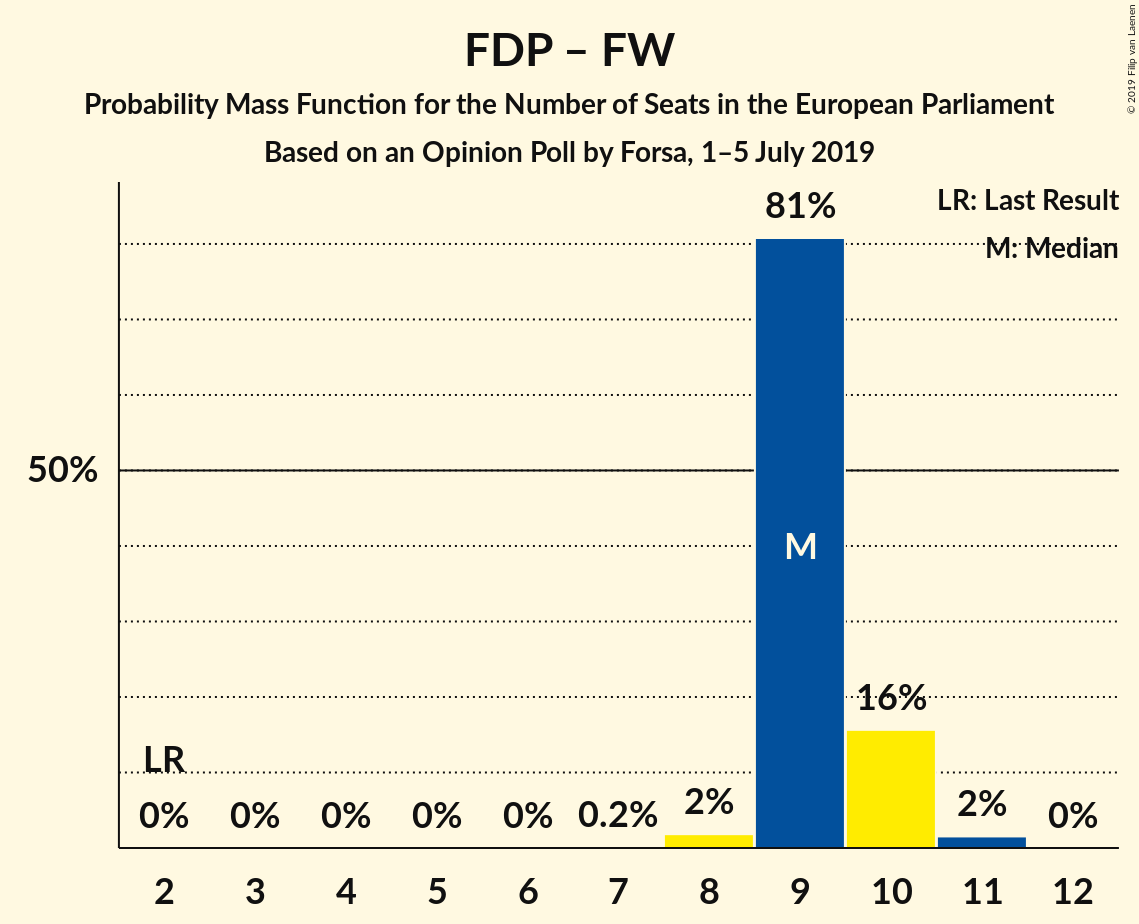 FDP – FW
Probability Mass Function for the Number of Seats in the European Parliament
Based on an Opinion Poll by Forsa, 1–5 July 2019
© 2019 Filip van Laenen
LR: Last Result
M: Median
81%
50%
M
16%
LR
0% 0% 0% 0% 0% 0.2% 2% 2% 0%
2 3 4 5 6 7 8 9 10 11 12